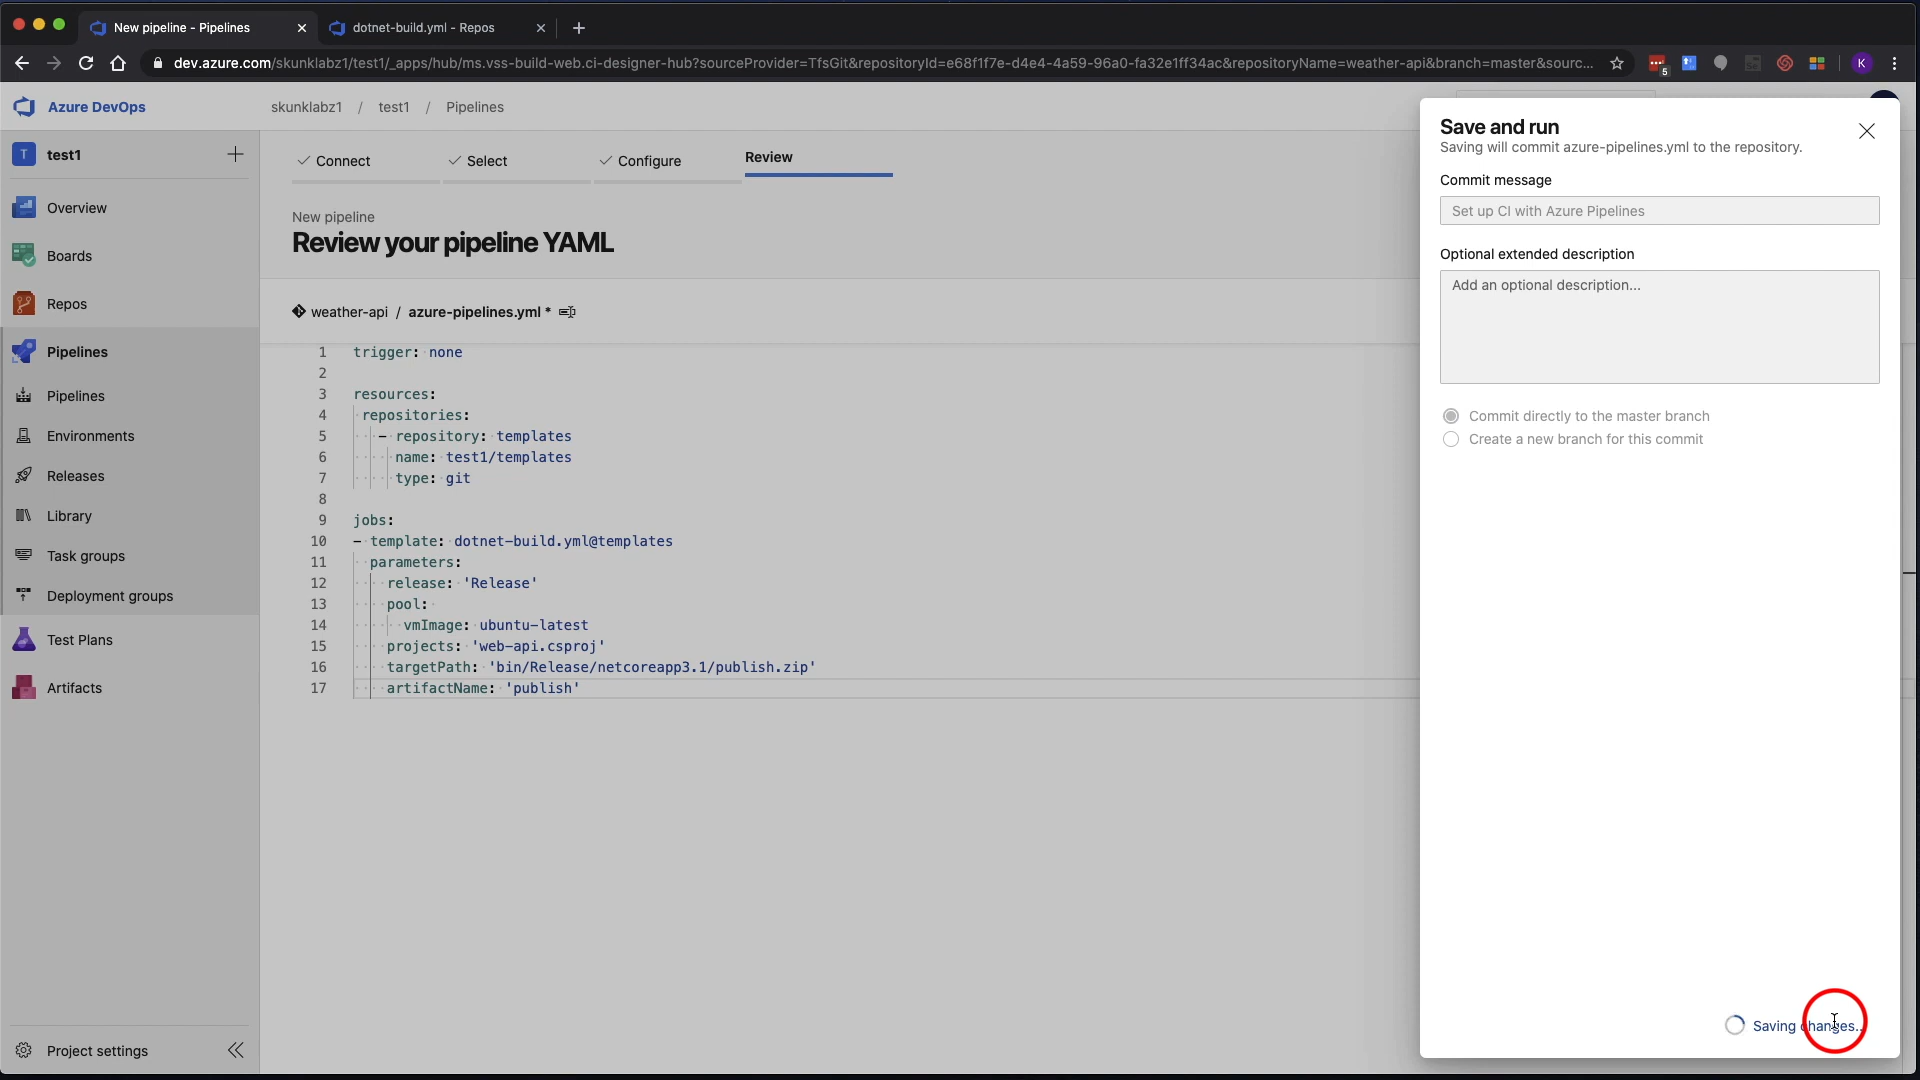 New pipeline - Pipelines
dotnet-build.yml - Repos
dev.azure.com/skunklabz1/test1/_apps/hub/ms.vss-build-web.ci-designer-hub?sourceProvider=TfsGit&repositoryId=e68f1f7e-d4e4-4a59-96a0-fa32e1ff34ac&repositoryName=weather-api&branch=master&sourc...
5
K
Azure DevOps
skunklabz1 / test1 / Pipelines
T test1
Overview
Boards
Repos
Pipelines
Pipelines
Environments
Releases
Library
Task groups
Deployment groups
Test Plans
Artifacts
Project settings
Connect
Select
Configure
Review
New pipeline
Review your pipeline YAML
weather-api / azure-pipelines.yml *
1 trigger: none
2
3 resources:
4 repositories:
5 - repository: templates
6 name: test1/templates
7 type: git
8
9 jobs:
10 - template: dotnet-build.yml@templates
11 parameters:
12 release: 'Release'
13 pool:
14 vmImage: ubuntu-latest
15 projects: 'web-api.csproj'
16 targetPath: 'bin/Release/netcoreapp3.1/publish.zip'
17 artifactName: 'publish'
Save and run
Saving will commit azure-pipelines.yml to the repository.
Commit message
Set up CI with Azure Pipelines
Optional extended description
Add an optional description...
Commit directly to the master branch
Create a new branch for this commit
Saving changes...